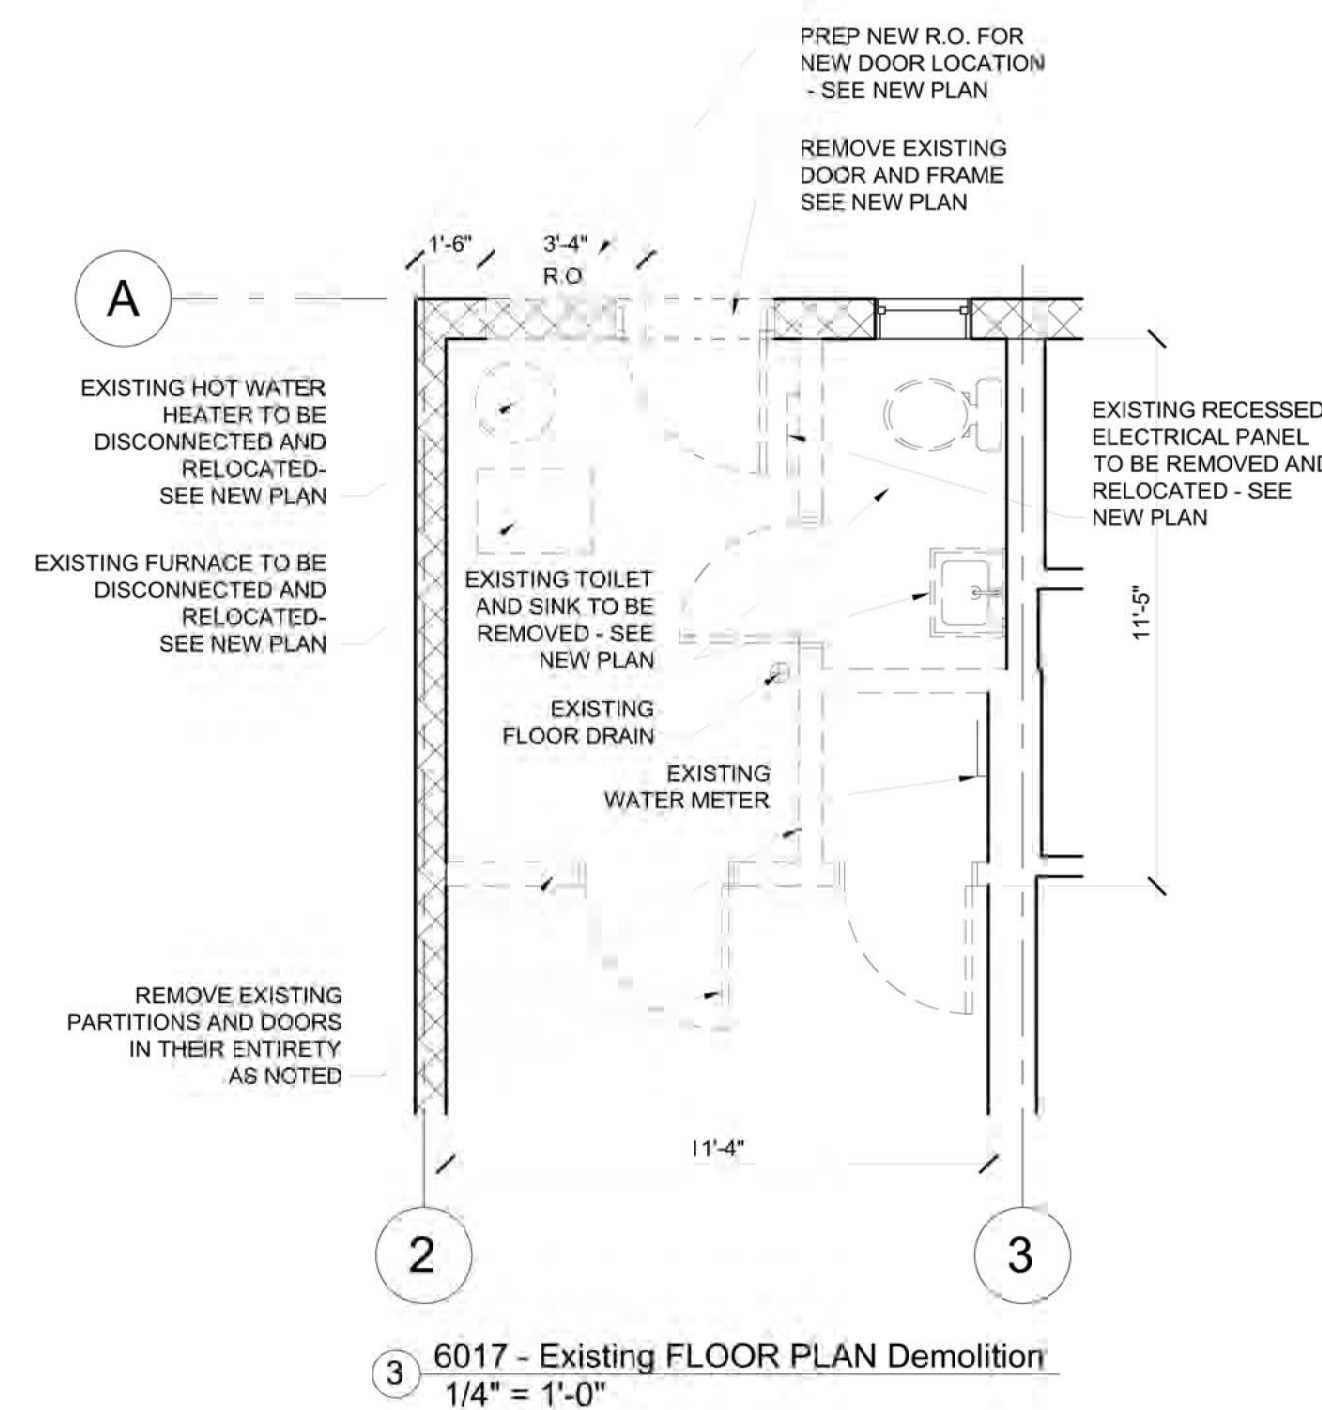 PREP NEW R.O. FOR
NEW DOOR LOCATION
- SEE NEW PLAN
REMOVE EXISTING
DOOR AND FRAME
SEE NEW PLAN
1'-6"
3'-4"
R.O
A
EXISTING HOT WATER
HEATER TO BE
DISCONNECTED AND
RELOCATED-
SEE NEW PLAN
EXISTING RECESSED
ELECTRICAL PANEL
TO BE REMOVED AND
RELOCATED - SEE
NEW PLAN
EXISTING FURNACE TO BE
DISCONNECTED AND
RELOCATED-
SEE NEW PLAN
EXISTING TOILET
AND SINK TO BE
REMOVED - SEE
NEW PLAN
11'-5"
EXISTING
FLOOR DRAIN
EXISTING
WATER METER
REMOVE EXISTING
PARTITIONS AND DOORS
IN THEIR ENTIRETY
AS NOTED
11'-4"
2
3
3
6017 - Existing FLOOR PLAN Demolition
1/4" = 1'-0"